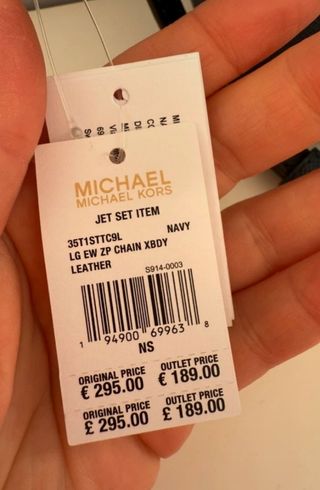 MICHAEL
MICHAEL KORS
JET SET ITEM
35T1STTC9L NAVY
LG EW ZP CHAIN XBDY
LEATHER
S914-0003
1 94900 69963 8
NS
ORIGINAL PRICE OUTLET PRICE
€ 295.00 € 189.00
ORIGINAL PRICE OUTLET PRICE
£ 295.00 £ 189.00